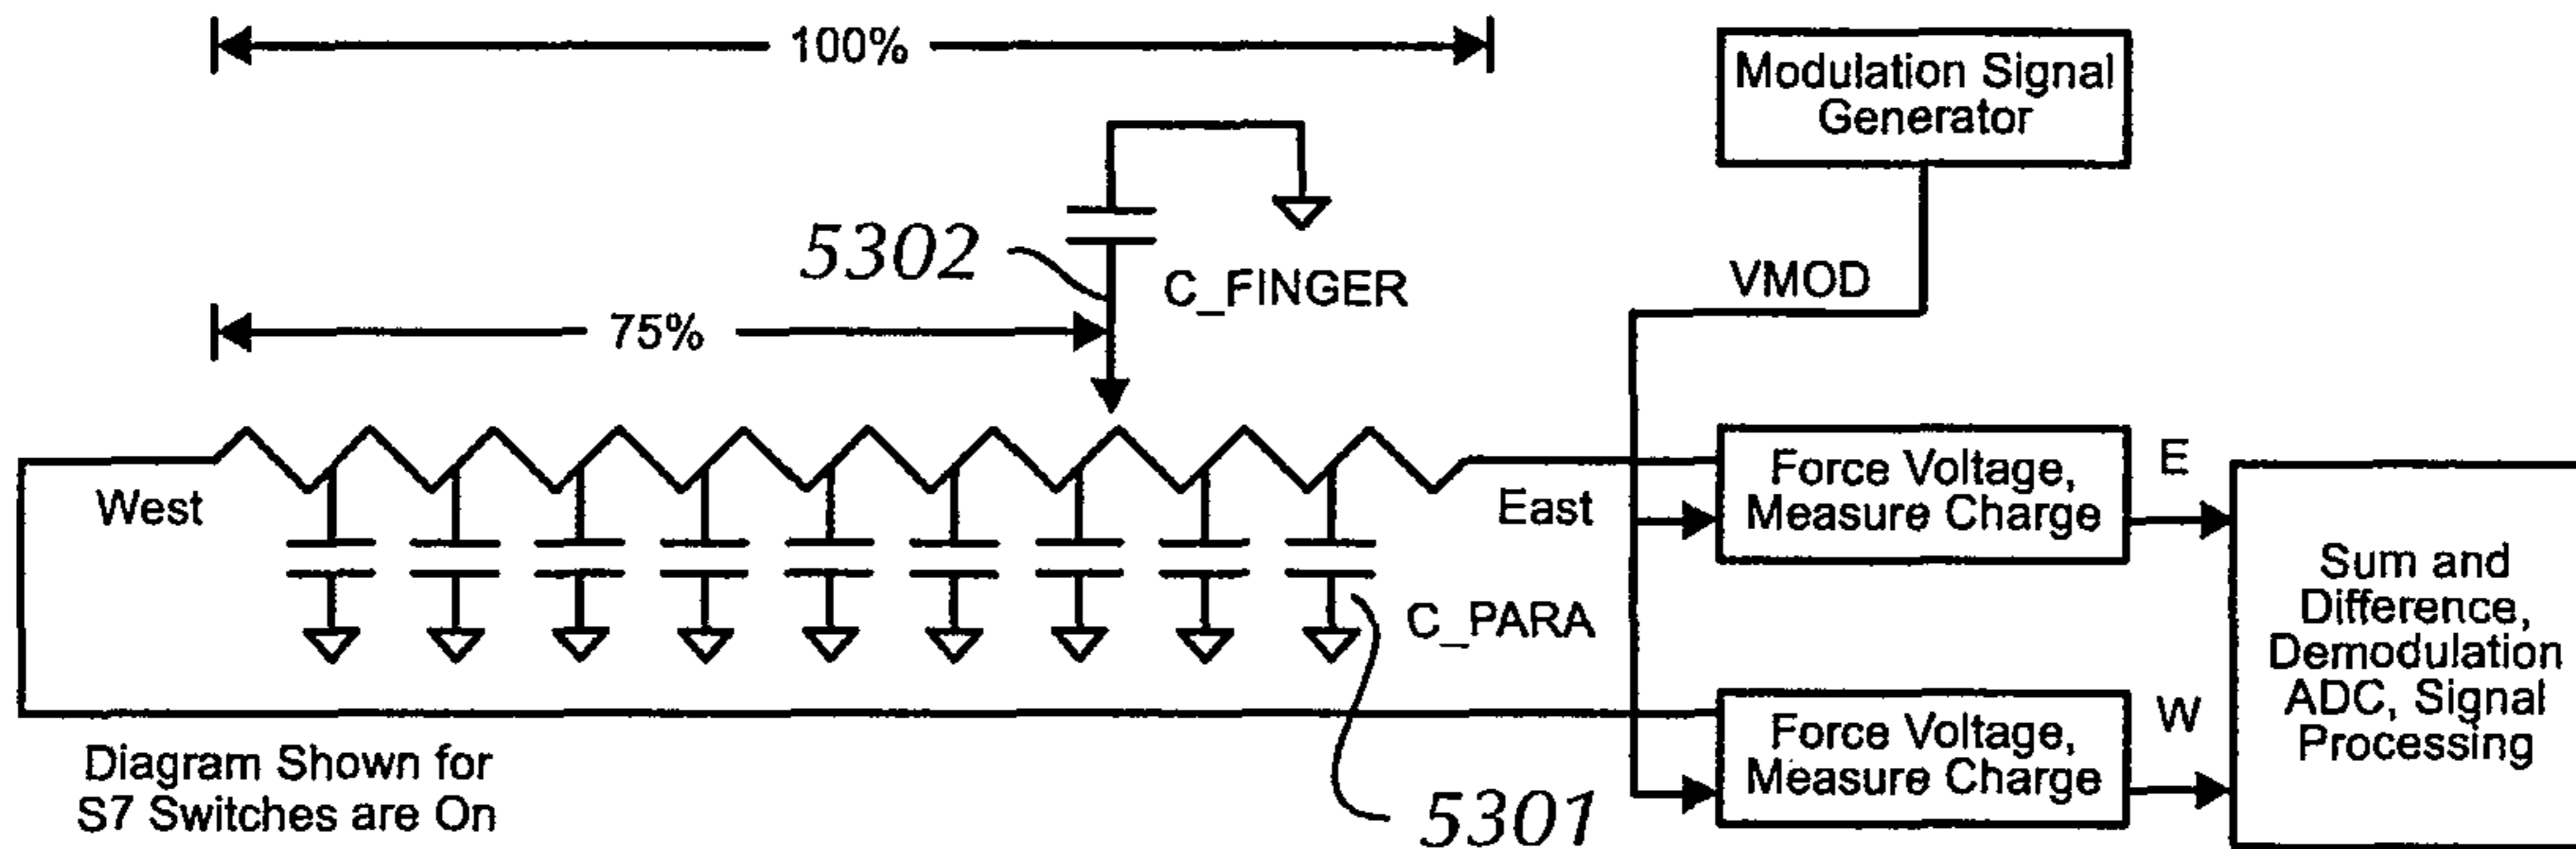 100%
Modulation Signal
Generator
5302
C_FINGER
VMOD
75%
West
East
Force Voltage,
Measure Charge
E
Sum and
Difference,
Demodulation
ADC, Signal
Processing
C_PARA
W
Force Voltage,
Measure Charge
Diagram Shown for
S7 Switches are On
5301